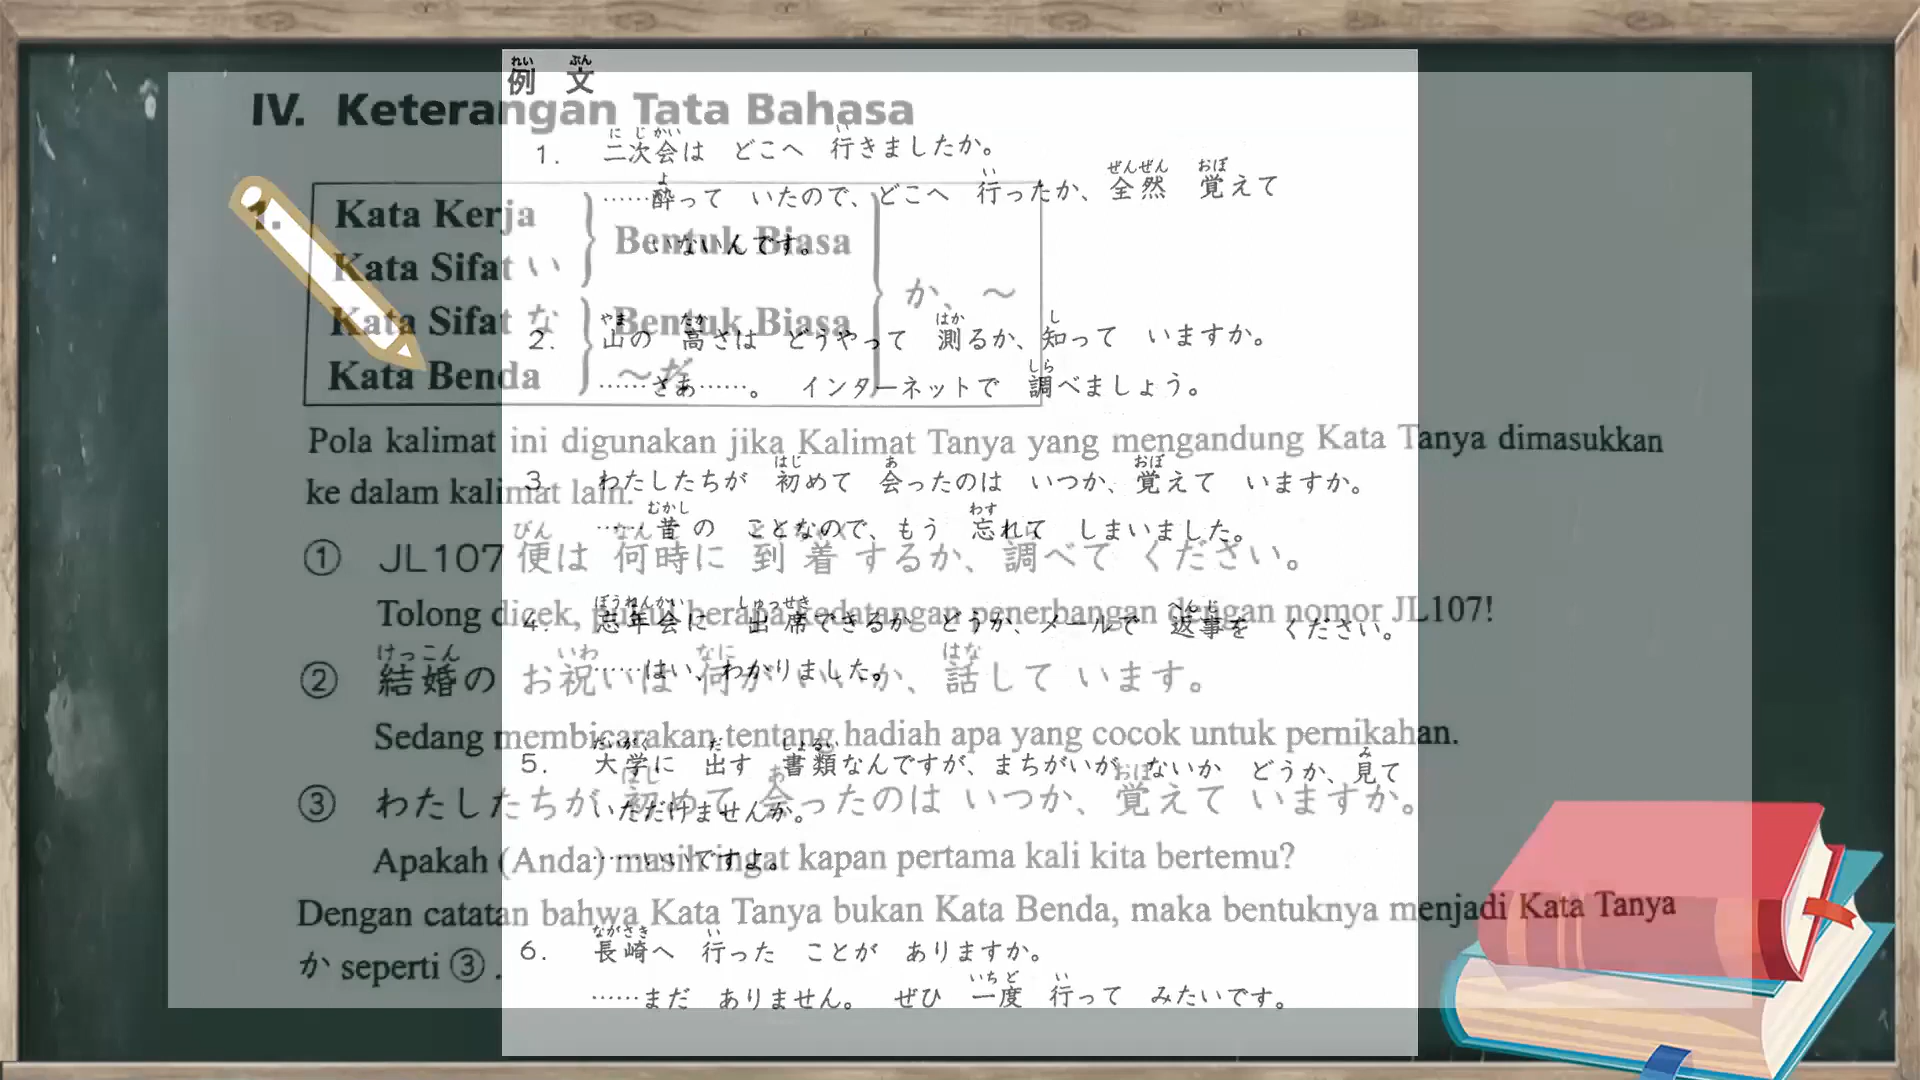 例文
1. 二次会は どこへ 行きましたか。
……酔って いたので、どこへ 行ったか、全然 覚えて
いないんです。
2. 山の 高さは どうやって 測るか、知って いますか。
……さあ……。 インターネットで 調べましょう。
3. わたしたちが 初めて 会ったのは いつか、覚えて いますか。
……昔の ことなので、もう 忘れて しまいました。
4. 忘年会に 出席できるか どうか、メールで 返事を ください。
……はい、わかりました。
5. 大学に 出す 書類なんですが、まちがいが ないか どうか、見て
いただけませんか。
……いいですよ。
6. 長崎へ 行った ことが ありますか。
……まだ ありません。 ぜひ 一度 行って みたいです。
IV. Keterangan Tata Bahasa
1. Kata Kerja
Kata Sifat い
Bentuk Biasa
Kata Sifat な
Bentuk Biasa
Kata Benda
～だ
か、～
Pola kalimat ini digunakan jika Kalimat Tanya yang mengandung Kata Tanya dimasukkan
ke dalam kalimat lain.
① JL107便は 何時に 到着するか、調べて ください。
Tolong dicek, pukul berapa kedatangan penerbangan dengan nomor JL107!
② 結婚の お祝いは 何が いいか、話して います。
Sedang membicarakan tentang hadiah apa yang cocok untuk pernikahan.
③ わたしたちが 初めて 会ったのは いつか、覚えて いますか。
Apakah (Anda) masih ingat kapan pertama kali kita bertemu?
Dengan catatan bahwa Kata Tanya bukan Kata Benda, maka bentuknya menjadi Kata Tanya
か seperti ③.